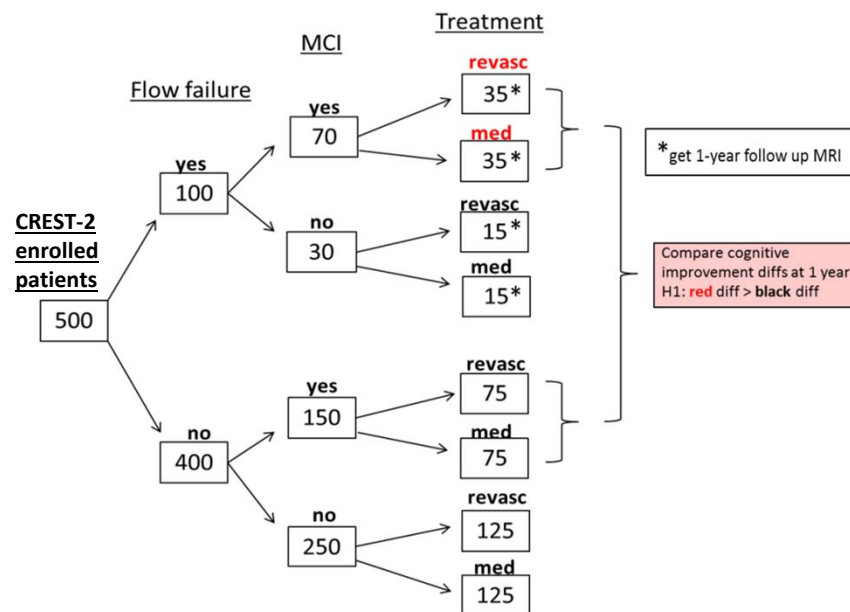 Treatment
MCI
Flow failure
revasc
35*
yes
70
med
35*
*get 1-year follow up MRI
yes
100
revasc
15*
no
30
med
15*
CREST-2
enrolled
patients
500
Compare cognitive
improvement diffs at 1 year
H1: red diff > black diff
revasc
75
yes
150
med
75
no
400
revasc
125
no
250
med
125